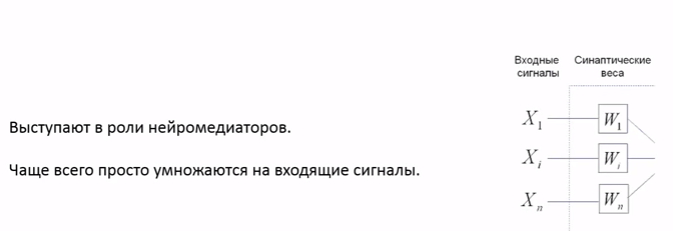 Входные Синаптические
сигналы веса
X₁ W₁
Выступают в роли нейромедиаторов.
Xᵢ Wᵢ
Чаще всего просто умножаются на входящие сигналы.
Xₙ Wₙ